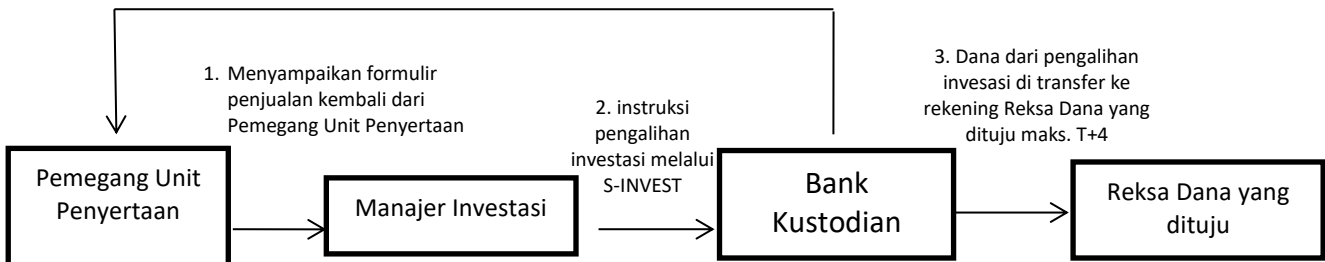 1. Menyampaikan formulir
penjualan kembali dari
Pemegang Unit Penyertaan
2. instruksi
pengalihan
investasi melalui
S-INVEST
3. Dana dari pengalihan
invesasi di transfer ke
rekening Reksa Dana yang
dituju maks. T+4
Pemegang Unit
Penyertaan
Manajer Investasi
Bank
Kustodian
Reksa Dana yang
dituju